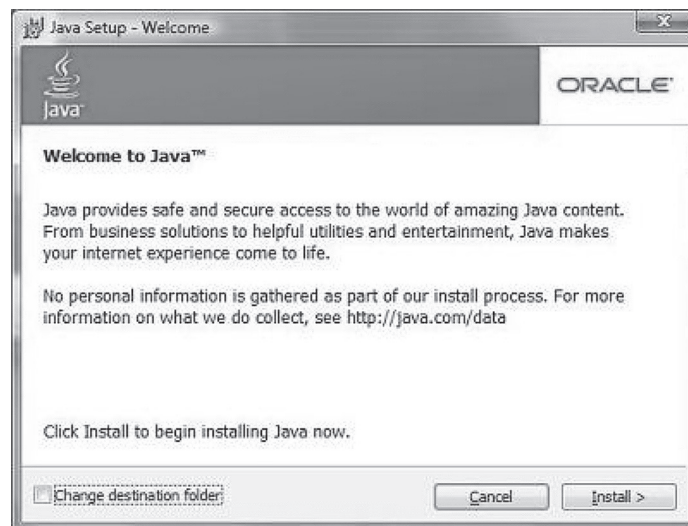 Java Setup - Welcome
Java™
ORACLE®
Welcome to Java™
Java provides safe and secure access to the world of amazing Java content.
From business solutions to helpful utilities and entertainment, Java makes
your internet experience come to life.
No personal information is gathered as part of our install process. For more
information on what we do collect, see http://java.com/data
Click Install to begin installing Java now.
Change destination folder
Cancel
Install >